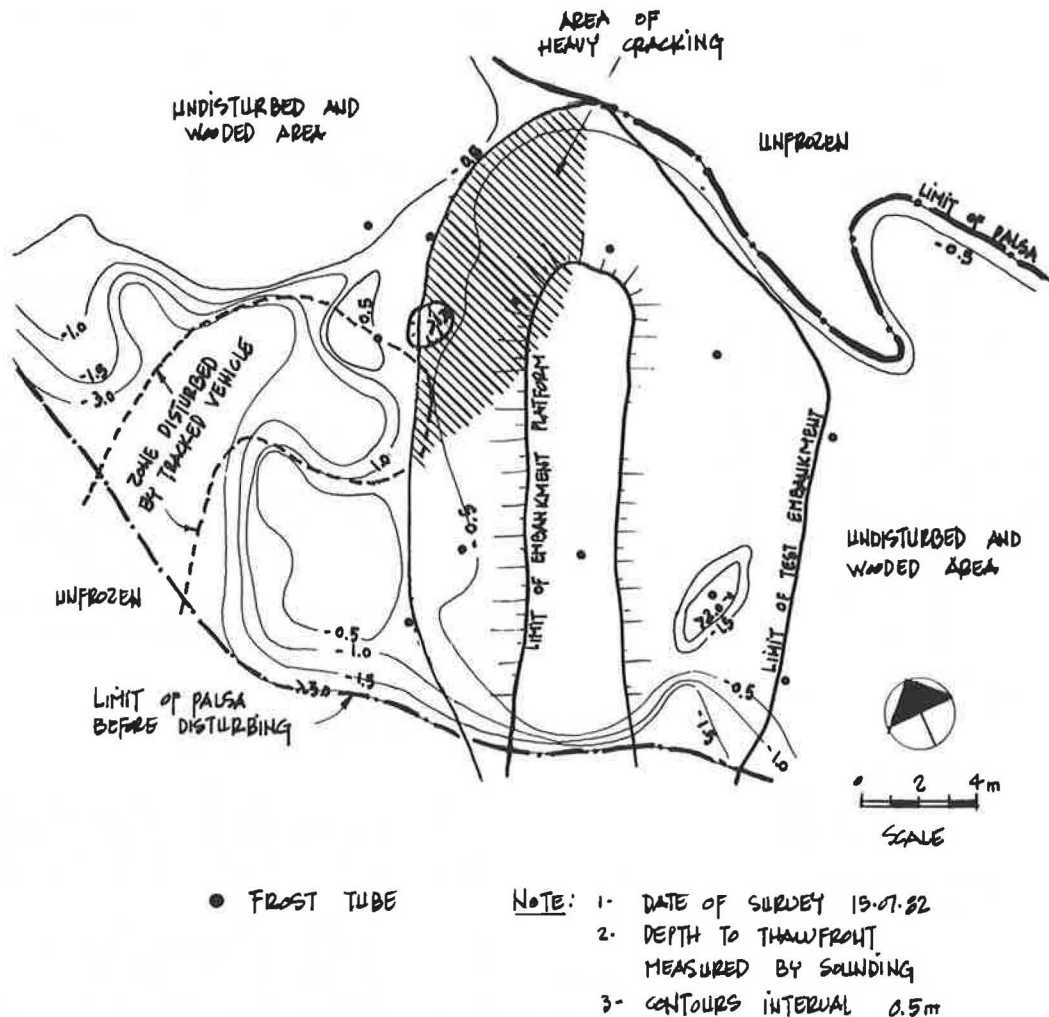 AREA OF
HEAVY CRACKING
UNDISTURBED AND
WOODED AREA
UNFROZEN
LIMIT OF PALSA
-0.5
-0.5
-0.5
-1.0
-1.5
-3.0
ZONE DISTURBED
BY TRACKED VEHICLE
1.0
-0.5
LIMIT OF EMBANKMENT PLATFORM
LIMIT OF TEST EMBANKMENT
UNDISTURBED AND
WOODED AREA
UNFROZEN
>2.0
-1.5
-0.5
-1.0
-1.5
>3.0
-0.5
-1.5
-1.0
LIMIT OF PALSA
BEFORE DISTURBING
0 2 4m
SCALE
FROST TUBE
NOTE: 1- DATE OF SURVEY 15.07.82
2- DEPTH TO THAWFRONT
MEASURED BY SOUNDING
3- CONTOURS INTERVAL 0.5m